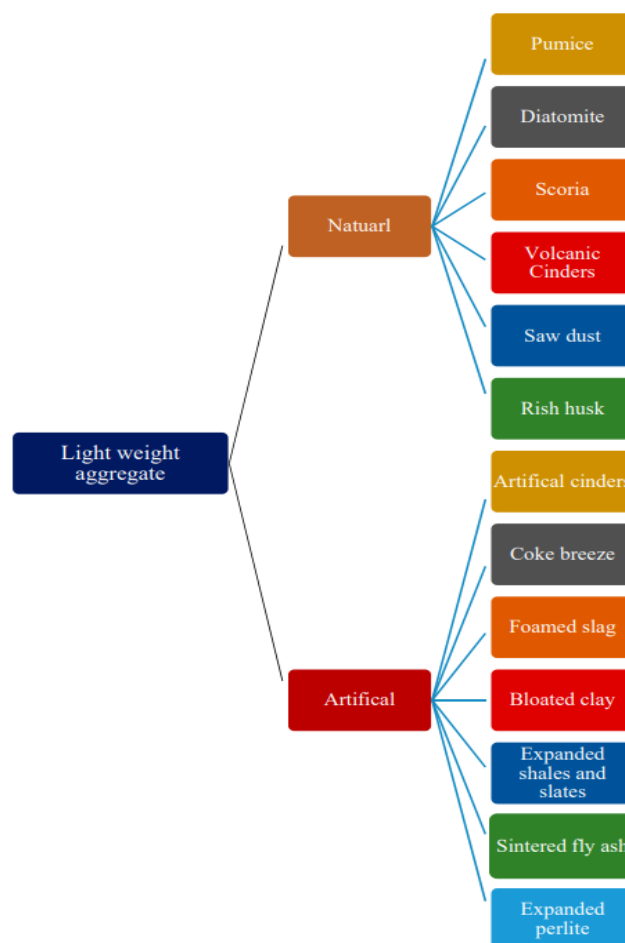 Pumice
Diatomite
Scoria
Natuarl
Volcanic
Cinders
Saw dust
Rish husk
Light weight
aggregate
Artifical cinders
Coke breeze
Foamed slag
Artifical
Bloated clay
Expanded
shales and
slates
Sintered fly ash
Expanded
perlite